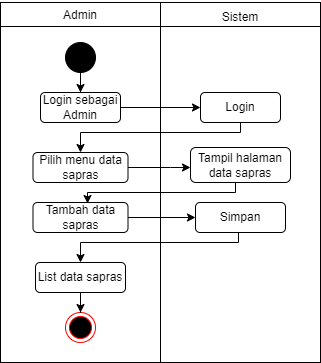 Admin
Sistem
Login sebagai
Admin
Login
Pilih menu data
sapras
Tampil halaman
data sapras
Tambah data
sapras
Simpan
List data sapras